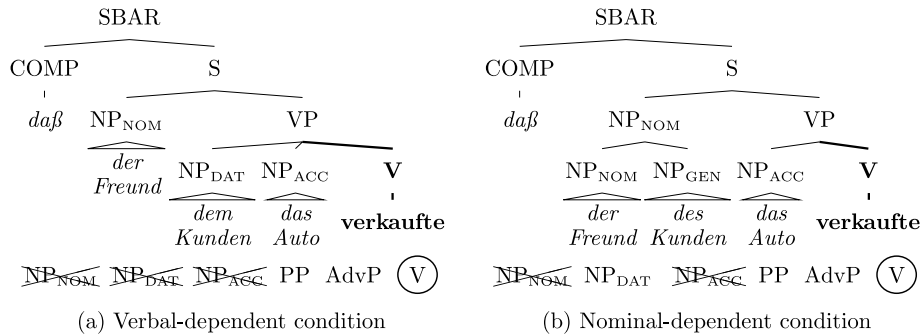 SBAR
COMP S
daß NP_NOM VP
der Freund NP_DAT NP_ACC V
dem Kunden das Auto verkaufte
NP_NOM NP_DAT NP_ACC PP AdvP V
(a) Verbal-dependent condition
SBAR
COMP S
daß NP_NOM VP
NP_NOM NP_GEN NP_ACC V
der Freund des Kunden das Auto verkaufte
NP_NOM NP_DAT NP_ACC PP AdvP V
(b) Nominal-dependent condition